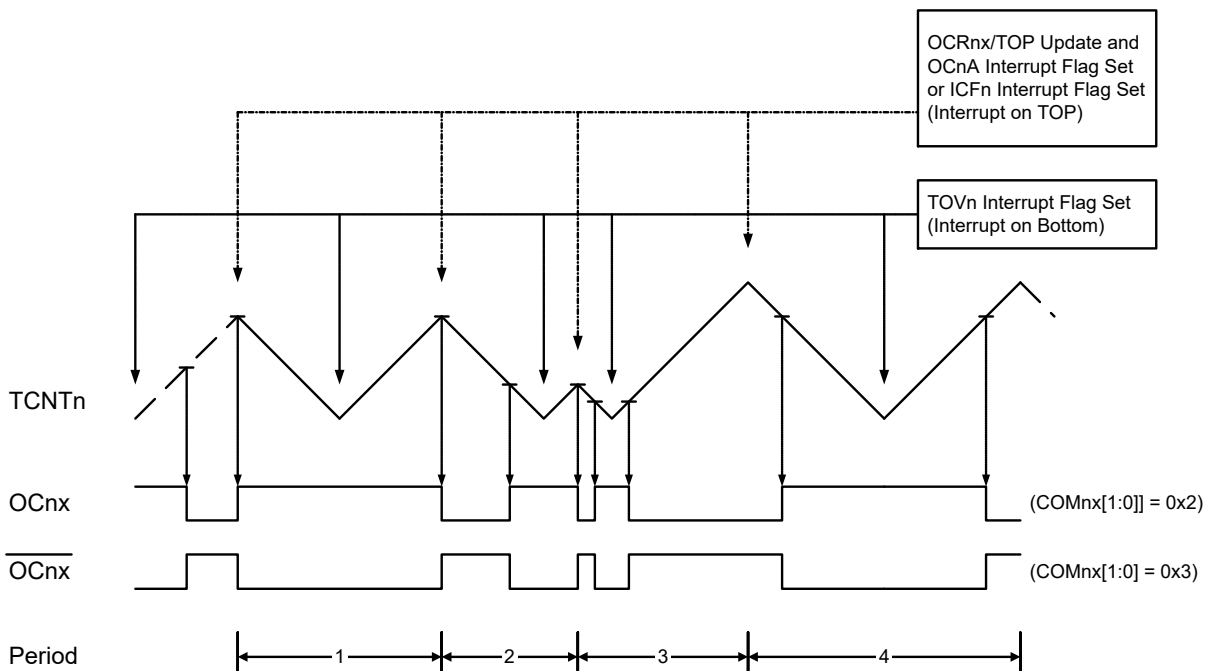 OCRnx/TOP Update and
OCnA Interrupt Flag Set
or ICFn Interrupt Flag Set
(Interrupt on TOP)
TOVn Interrupt Flag Set
(Interrupt on Bottom)
TCNTn
OCnx
(COMnx[1:0]] = 0x2)
OCnx
(COMnx[1:0] = 0x3)
Period
1
2
3
4